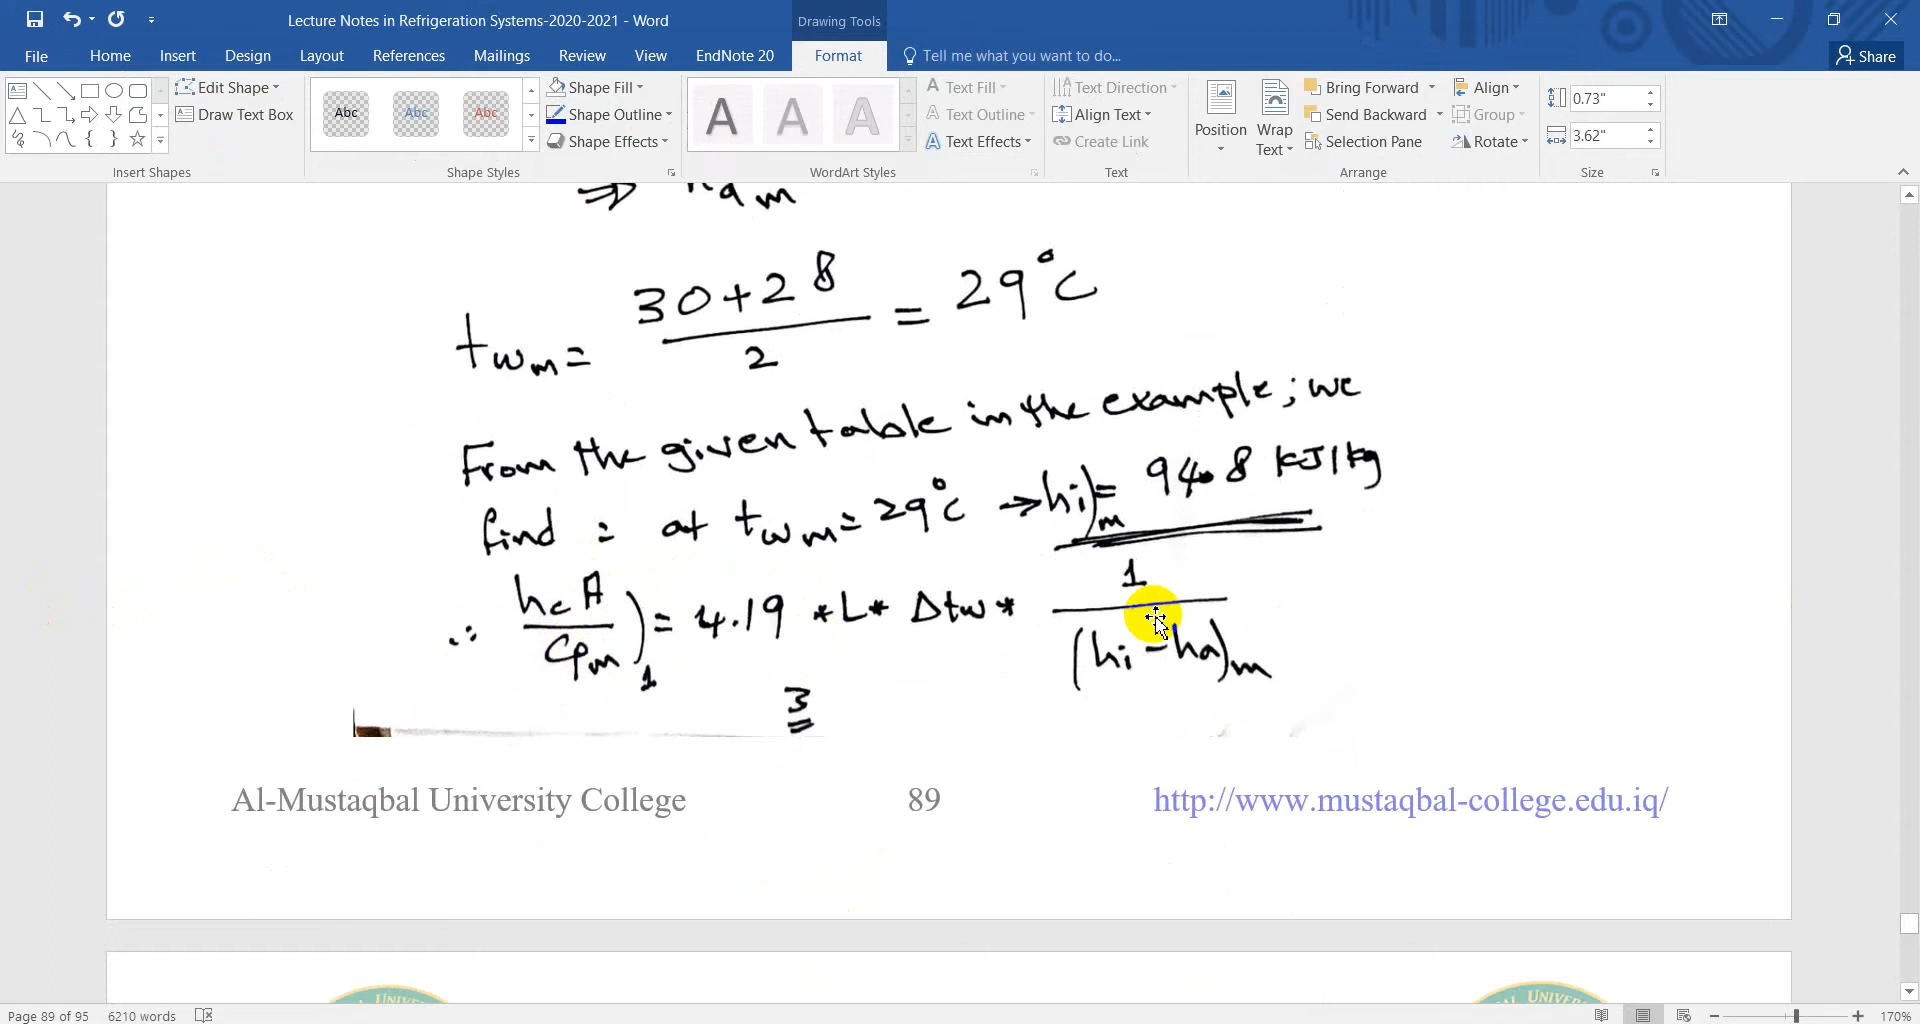 Lecture Notes in Refrigeration Systems-2020-2021 - Word
Drawing Tools
File Home Insert Design Layout References Mailings Review View EndNote 20 Format Tell me what you want to do... Share
Edit Shape
Draw Text Box
Insert Shapes
Abc Abc Abc
Shape Fill
Shape Outline
Shape Effects
Shape Styles
A A A
Text Fill
Text Outline
Text Effects
WordArt Styles
Text Direction
Align Text
Create Link
Text
Position
Wrap Text
Bring Forward
Send Backward
Selection Pane
Align
Group
Rotate
Arrange
0.73"
3.62"
Size
⇒ ha m
twm = (30+28)/2 = 29°C
From the given table in the example; we
find : at twm = 29°C → hi)m = 94.8 kJ/kg
∴ hcA/Cpm)1 = 4.19 * L * Δtw * 1/(hi-ha)m
3
Al-Mustaqbal University College 89 http://www.mustaqbal-college.edu.iq/
Page 89 of 95 6210 words 170%